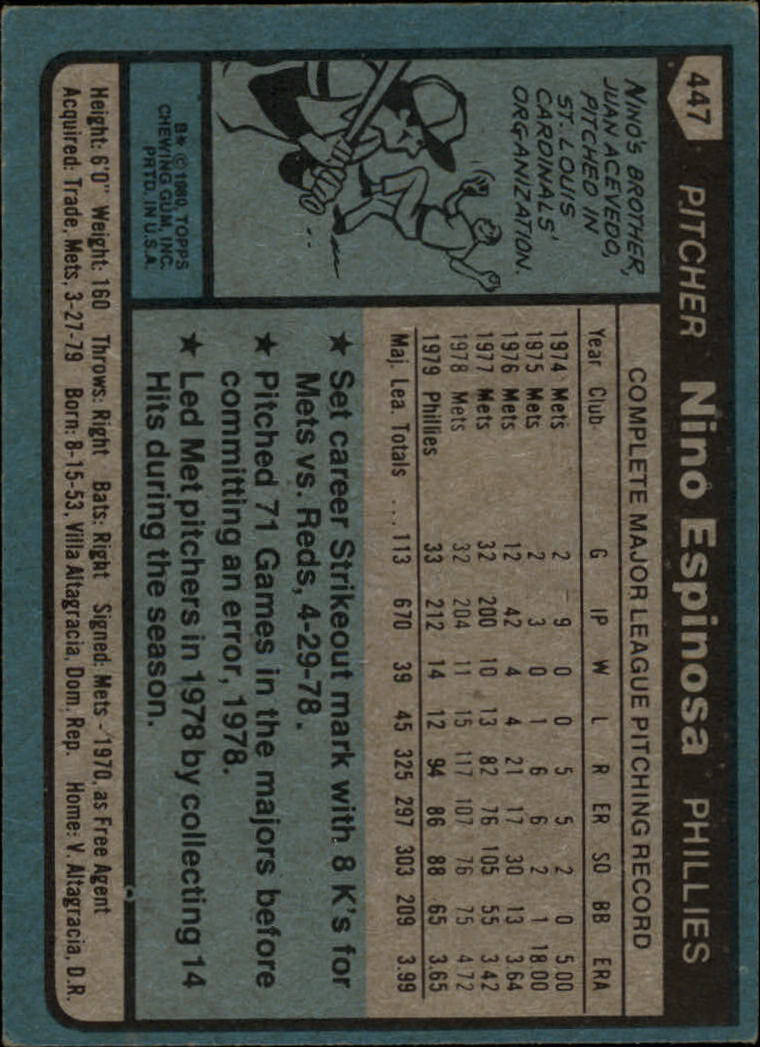 447 PITCHER Nino Espinosa PHILLIES
NINO'S BROTHER,
JUAN ACEVEDO,
PITCHED IN
ST. LOUIS
CARDINALS'
ORGANIZATION.
B* © 1980, TOPPS
CHEWING GUM, INC.
PRTD. IN U.S.A.
COMPLETE MAJOR LEAGUE PITCHING RECORD
Year Club G IP W L R ER SO BB ERA
1974 Mets 2 9 0 0 5 5 2 0 5.00
1975 Mets 2 3 0 1 6 6 2 1 18.00
1976 Mets 12 42 4 4 21 17 30 13 3.64
1977 Mets 32 200 10 13 82 76 105 55 3.42
1978 Mets 32 204 11 15 117 107 76 75 4.72
1979 Phillies 33 212 14 12 94 86 88 65 3.65
Maj. Lea. Totals ... 113 670 39 45 325 297 303 209 3.99
★ Set career Strikeout mark with 8 K's for
Mets vs. Reds, 4-29-78.
★ Pitched 71 Games in the majors before
committing an error, 1978.
★ Led Met pitchers in 1978 by collecting 14
Hits during the season.
Height: 6'0" Weight: 160 Throws: Right Bats: Right Signed: Mets - 1970, as Free Agent
Acquired: Trade, Mets, 3-27-79 Born: 8-15-53, Villa Altagracia, Dom. Rep. Home: V. Altagracia, D.R.